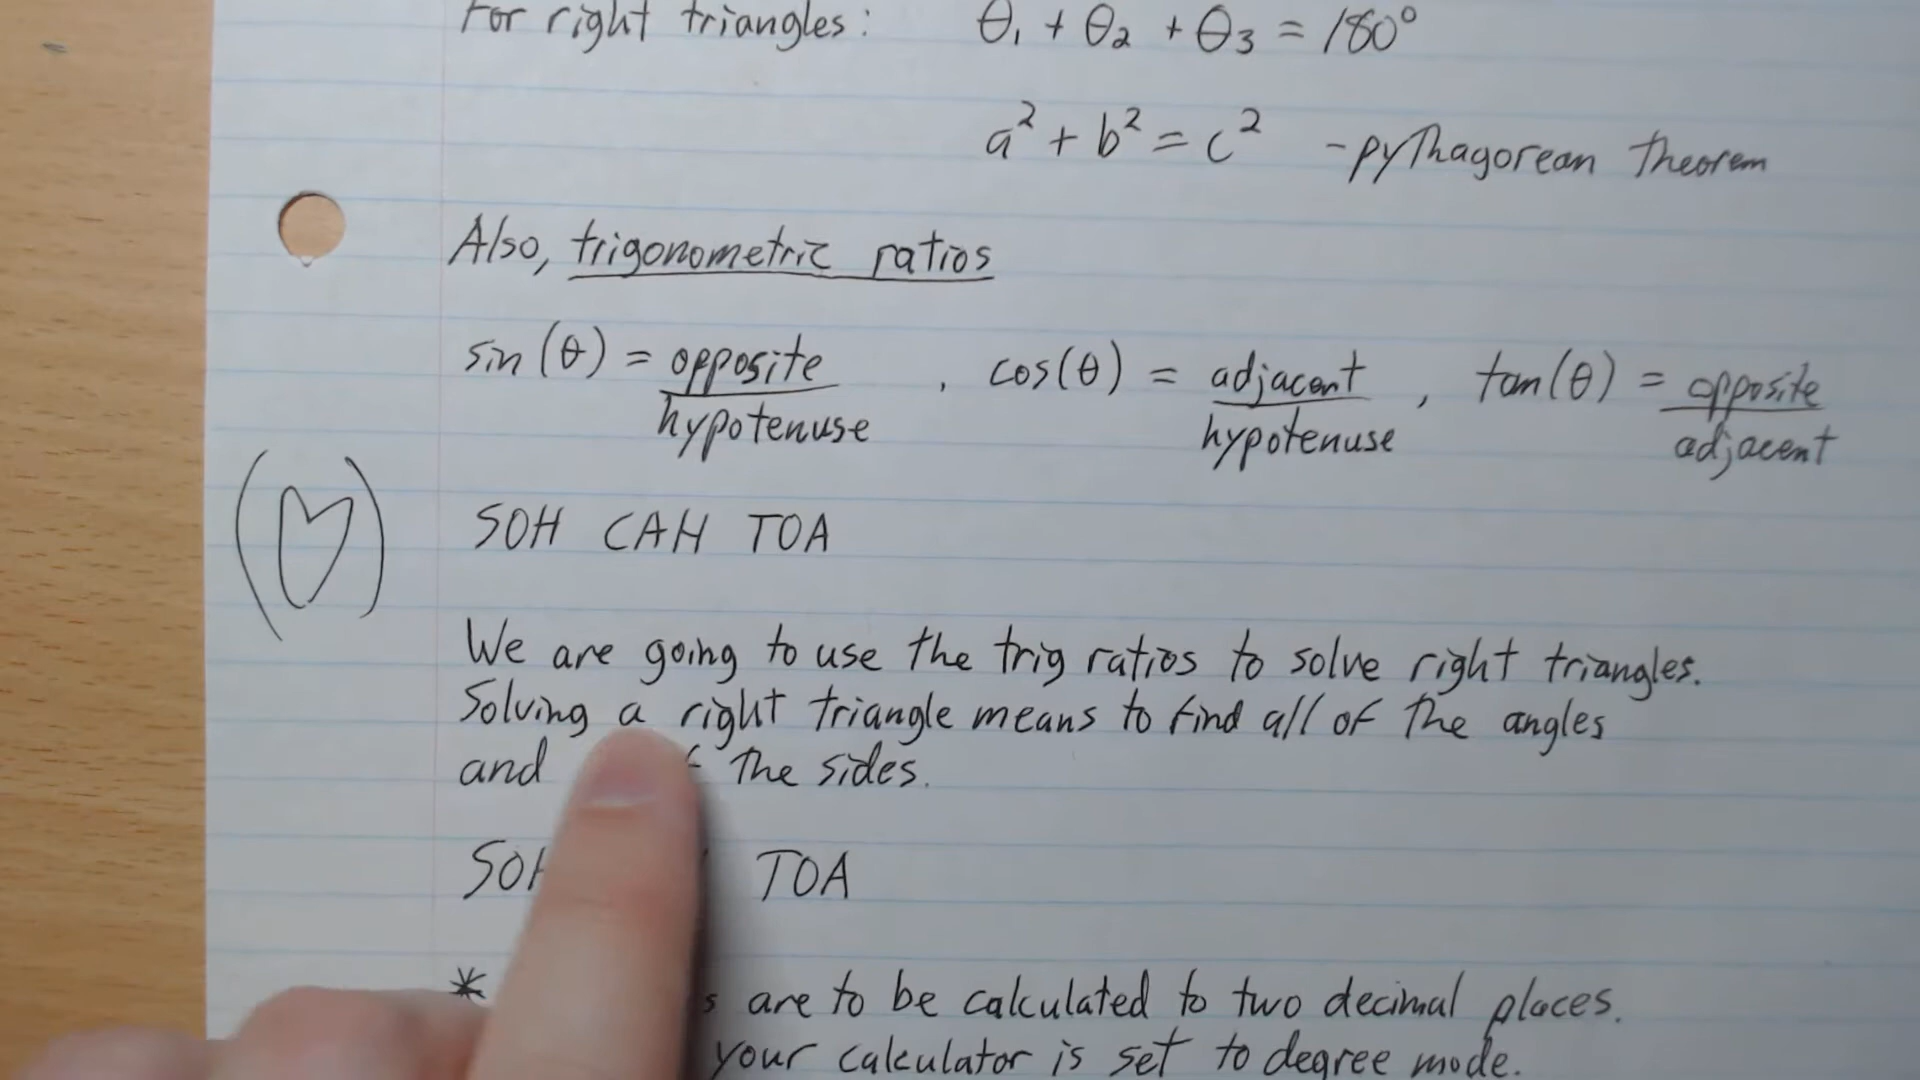 For right triangles: θ₁ + θ₂ + θ₃ = 180°
a² + b² = c² - pythagorean theorem
Also, trigonometric ratios
sin(θ) = opposite/hypotenuse, cos(θ) = adjacent/hypotenuse, tan(θ) = opposite/adjacent
SOH CAH TOA
We are going to use the trig ratios to solve right triangles.
Solving a right triangle means to find all of the angles
and the sides.
SOH TOA
* are to be calculated to two decimal places.
your calculator is set to degree mode.